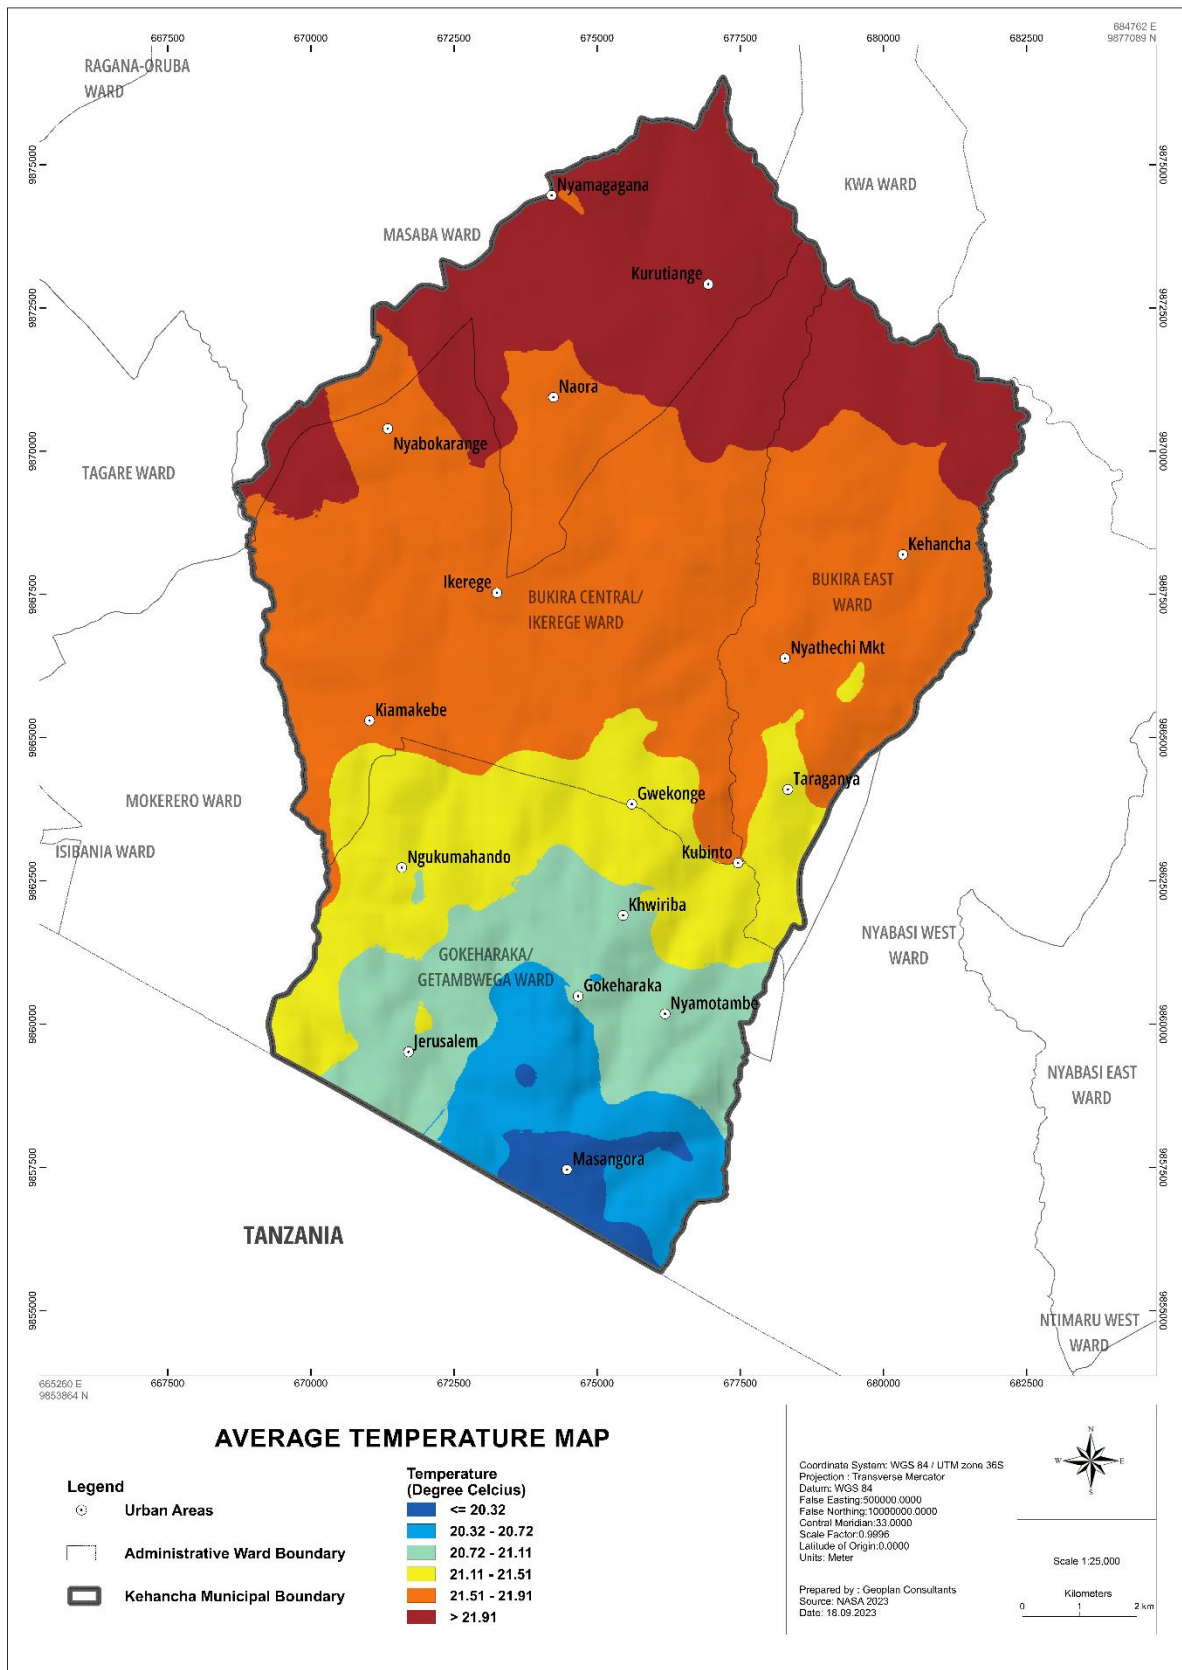 684762 E
9877089 N
667500
670000
672500
675000
677500
680000
682500
RAGANA-ORUBA
WARD
9875000
9875000
KWA WARD
Nyamagagana
MASABA WARD
Kurutiange
9872500
9872500
Naora
Nyabokarange
9870000
9870000
TAGARE WARD
Kehancha
Ikerege
BUKIRA EAST
WARD
BUKIRA CENTRAL/
IKEREGE WARD
9867500
9867500
Nyathechi Mkt
Kiamakebe
9865000
9865000
Taraganya
MOKERERO WARD
Gwekonge
ISIBANIA WARD
Kubinto
Ngukumahando
9862500
9862500
Khwiriba
NYABASI WEST
WARD
GOKEHARAKA/
GETAMBWEGA WARD
Gokeharaka
Nyamotambe
9860000
9860000
Jerusalem
NYABASI EAST
WARD
Masangora
9857500
9857500
TANZANIA
9855000
9855000
NTIMARU WEST
WARD
665260 E
9853864 N
667500
670000
672500
675000
677500
680000
682500
AVERAGE TEMPERATURE MAP
Legend
Urban Areas
Administrative Ward Boundary
Kehancha Municipal Boundary
Temperature
(Degree Celcius)
<= 20.32
20.32 - 20.72
20.72 - 21.11
21.11 - 21.51
21.51 - 21.91
> 21.91
Coordinate System: WGS 84 / UTM zone 36S
Projection : Transverse Mercator
Datum: WGS 84
False Easting:500000.0000
False Northing:10000000.0000
Central Meridian:33.0000
Scale Factor:0.9996
Latitude of Origin:0.0000
Units: Meter
Prepared by : Geoplan Consultants
Source: NASA 2023
Date: 18.09.2023
N
W
E
S
Scale 1:25,000
Kilometers
0 1 2 km